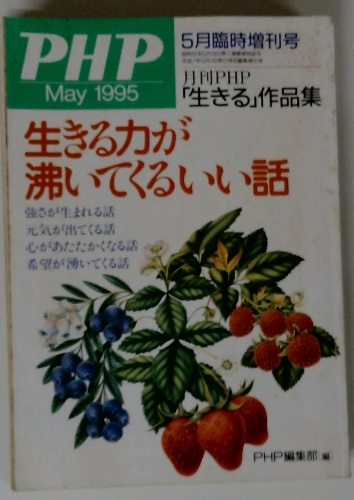 PHP
May 1995
5月臨時増刊号
月刊PHP
「生きる」作品集
生きる力が
沸いてくるいい話
強さが生まれる話
元気が出てくる話
心があたたかくなる話
希望が湧いてくる話
PHP編集部 編